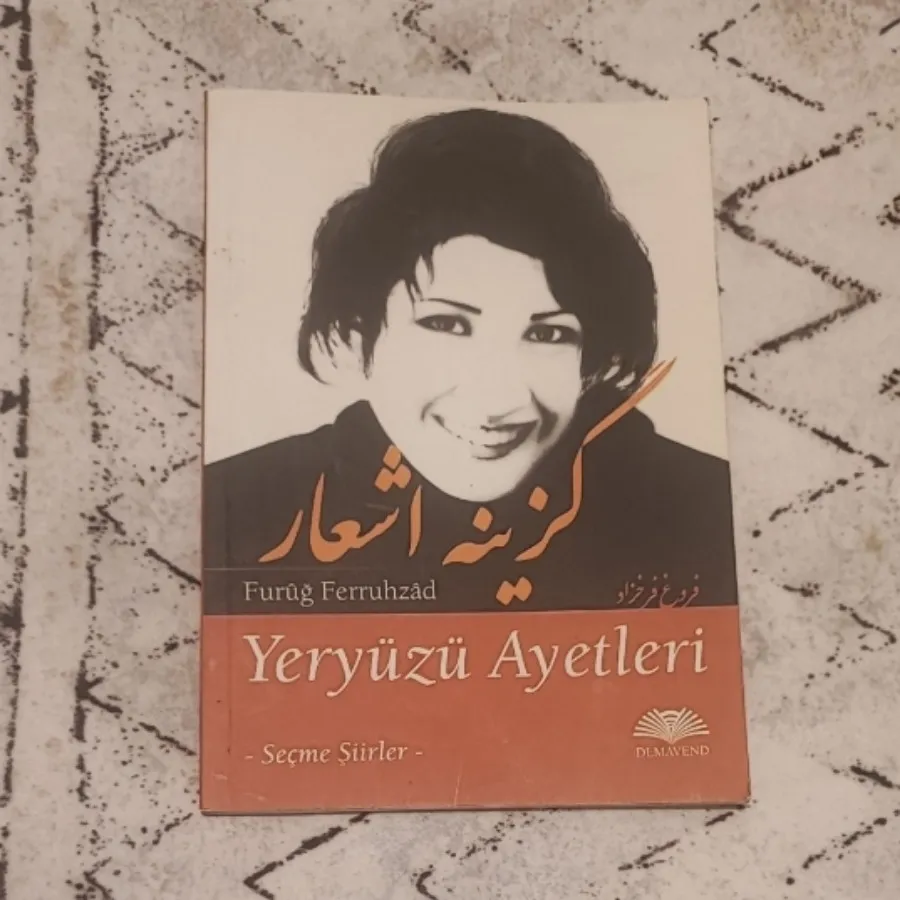 گزینه اشعار
Furûğ Ferruhzâd
فروغ فرخزاد
Yeryüzü Ayetleri
- Seçme Şiirler -
DEMAVEND